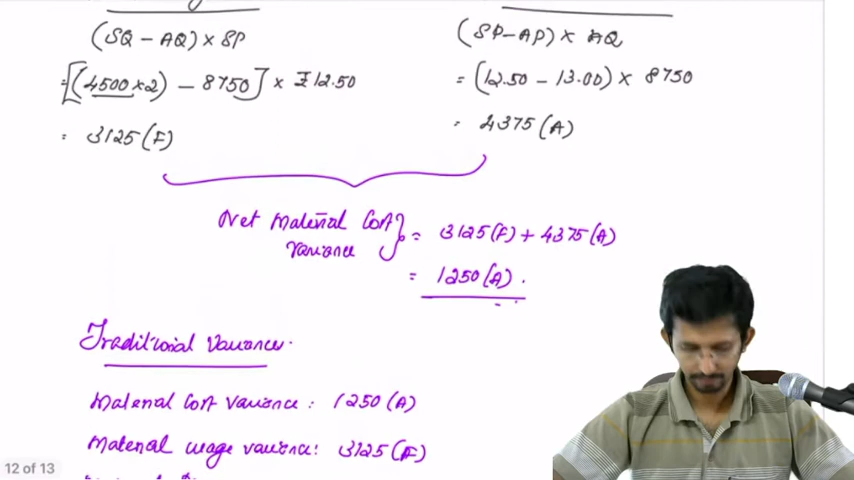 (SQ - AQ) × SP
= [(4500 × 2) - 8750] × ₹12.50
= 3125 (F)
(SP - AP) × AQ
= (12.50 - 13.00) × 8750
= 4375 (A)
Net Material Cost Variance } = 3125 (F) + 4375 (A)
= 1250 (A).
Traditional Variances.
Material Cost Variance : 1250 (A)
Material usage variance : 3125 (F)
12 of 13